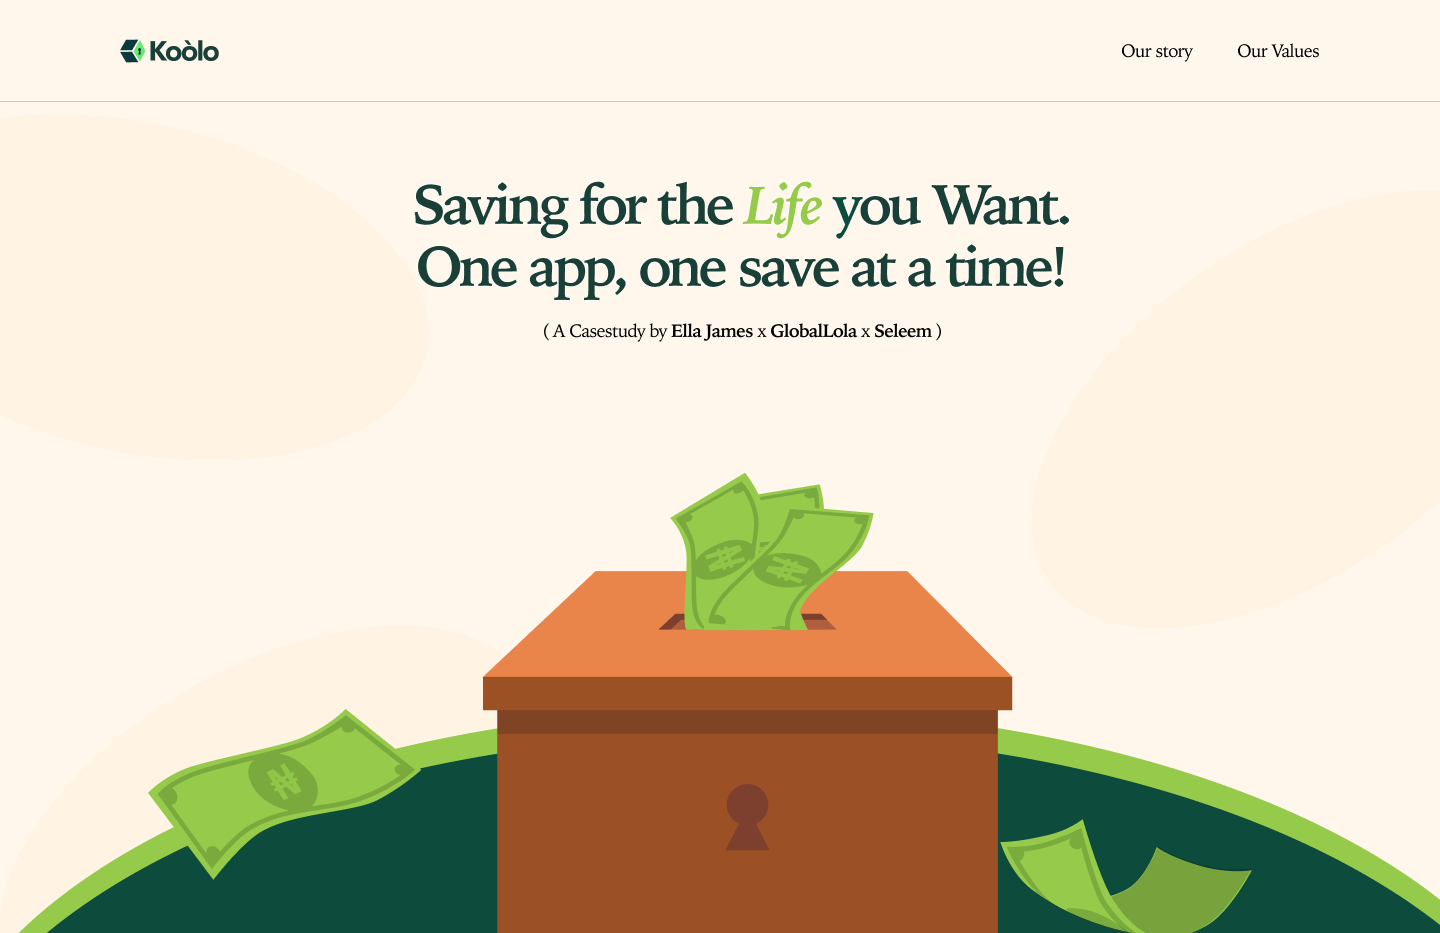 Koòlo
Our story
Our Values
Saving for the Life you Want.
One app, one save at a time!
( A Casestudy by Ella James x GlobalLola x Seleem )
₦
₦
₦